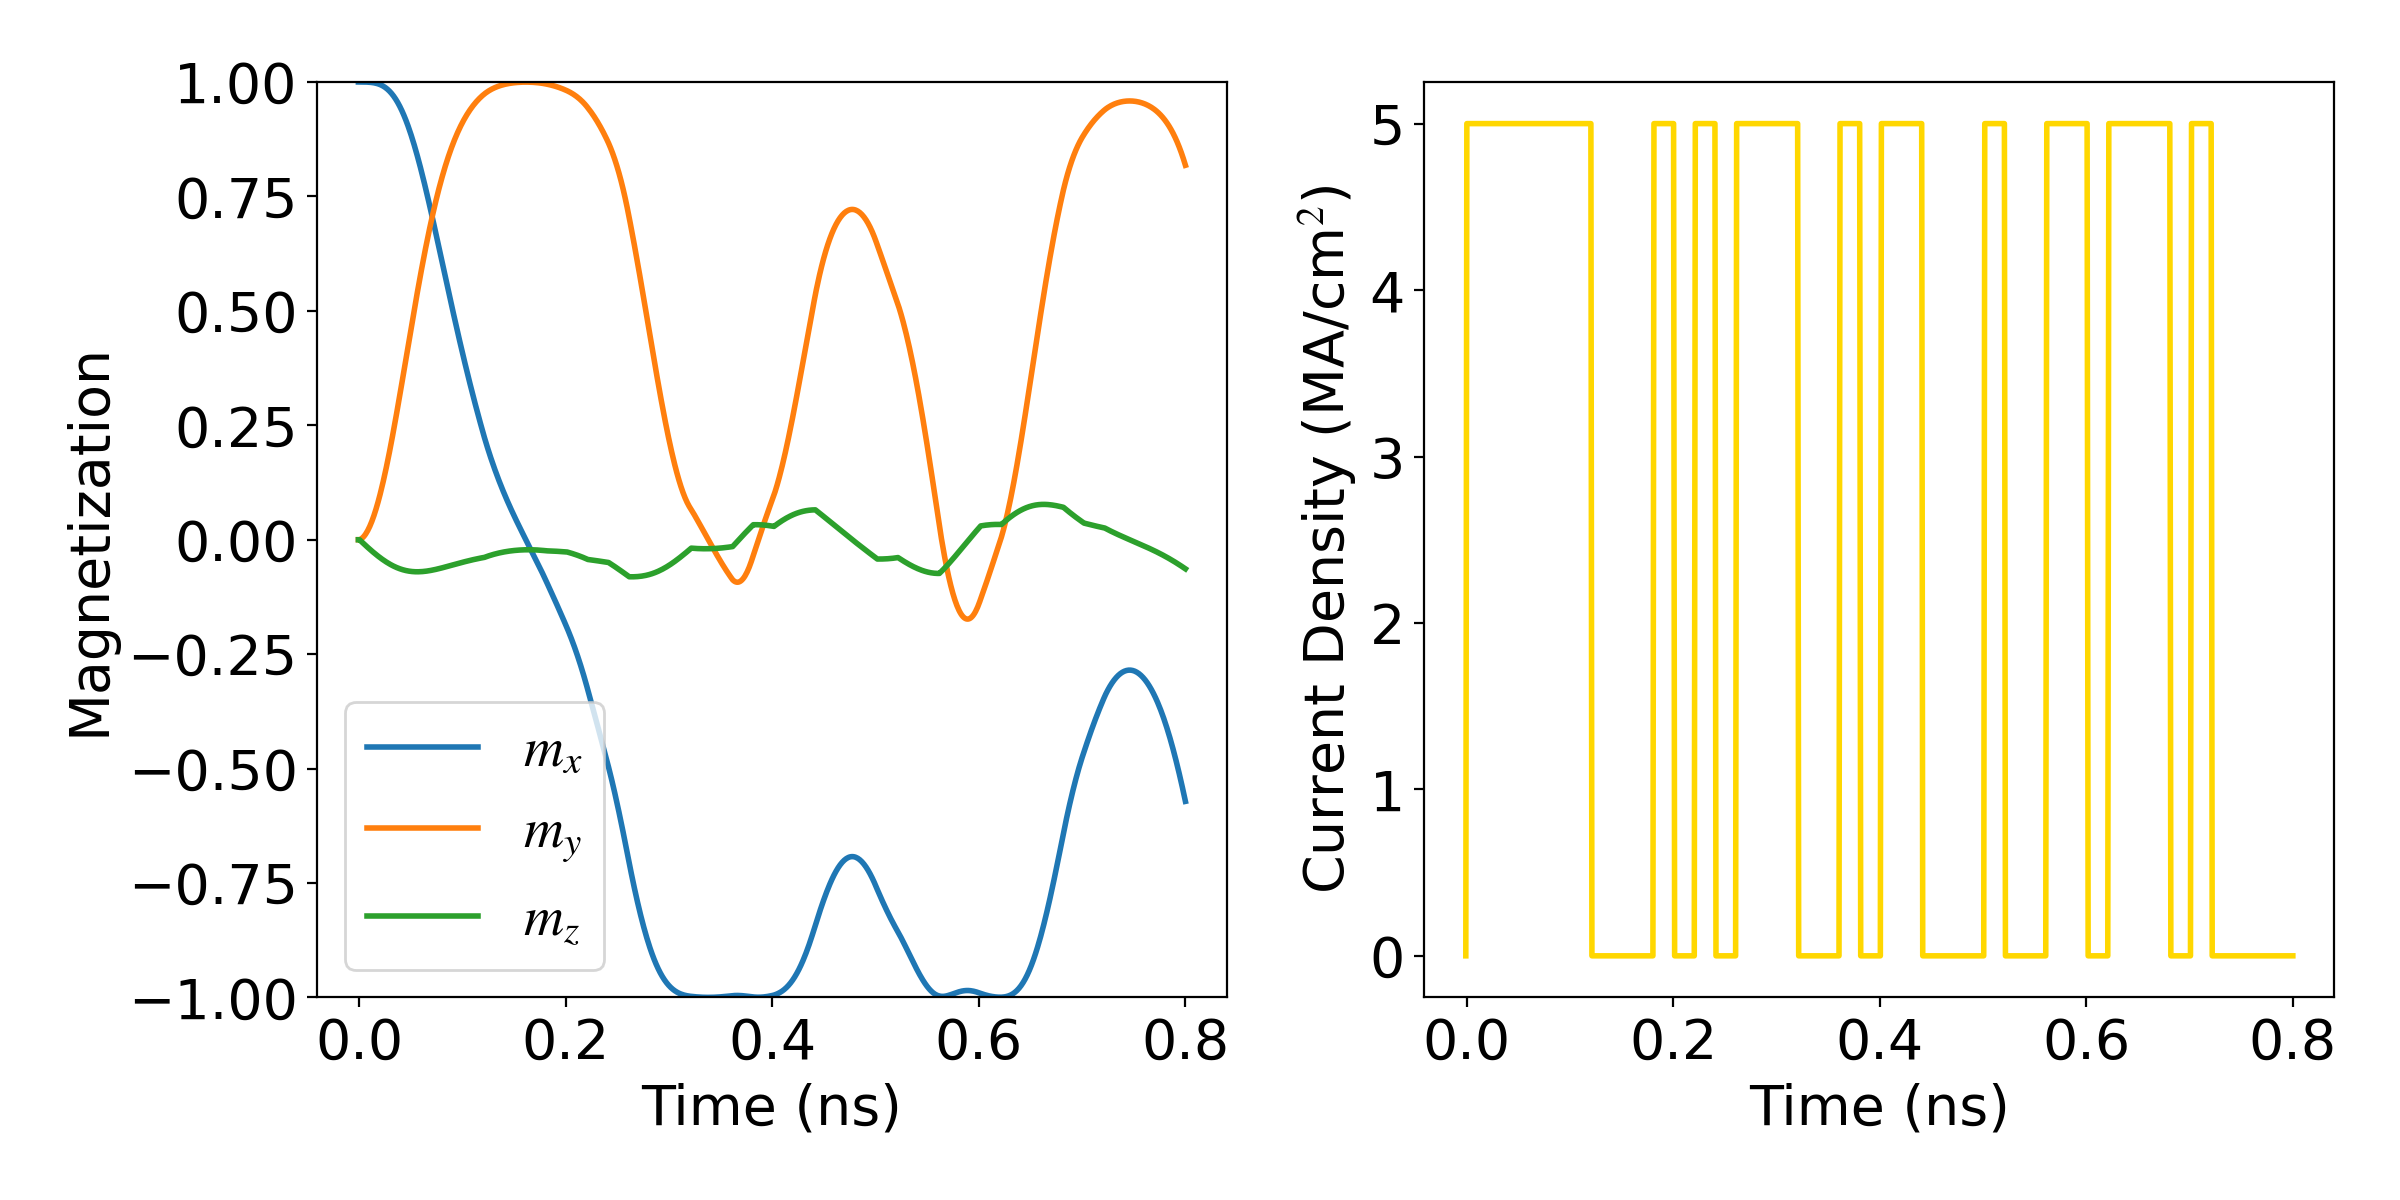 Magnetization
1.00
0.75
0.50
0.25
0.00
−0.25
−0.50
−0.75
−1.00
0.0 0.2 0.4 0.6 0.8
Time (ns)
m_x
m_y
m_z
Current Density (MA/cm²)
5
4
3
2
1
0
0.0 0.2 0.4 0.6 0.8
Time (ns)